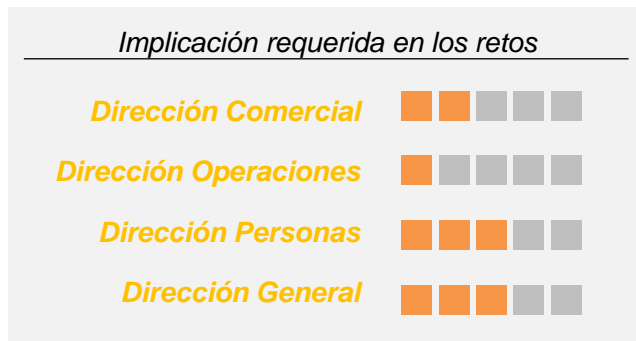 Implicación requerida en los retos
Dirección Comercial
Dirección Operaciones
Dirección Personas
Dirección General